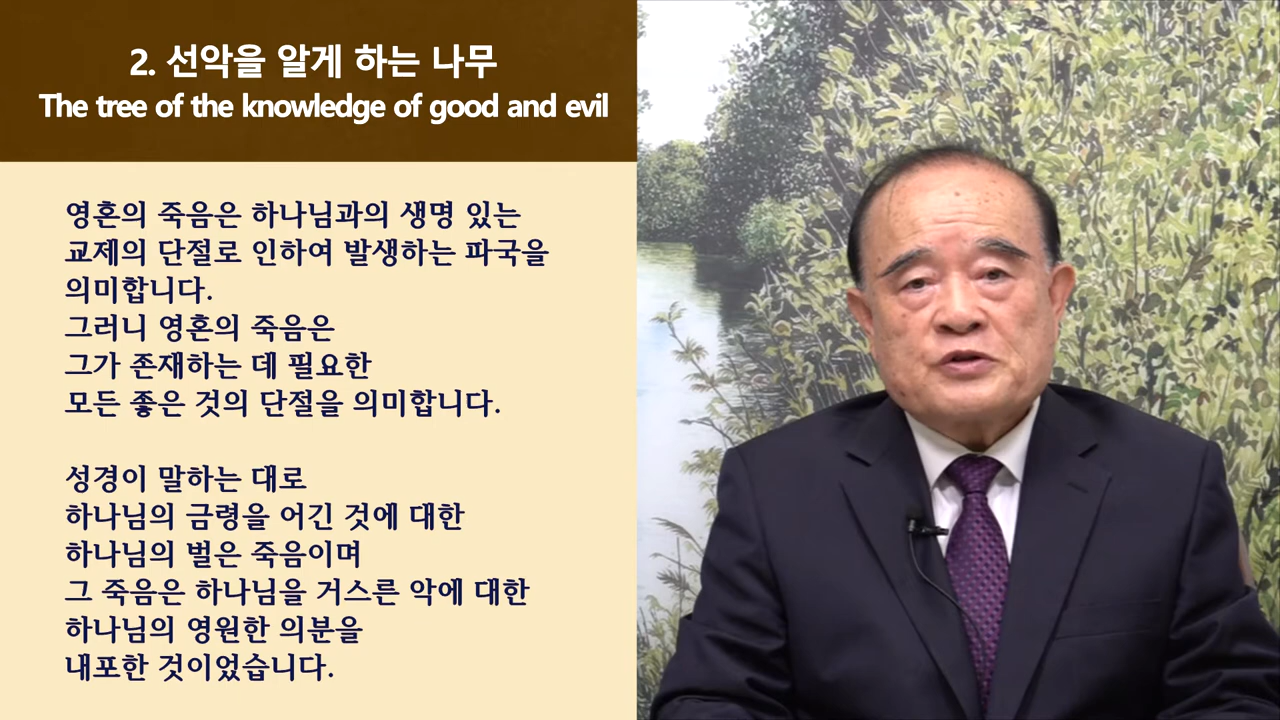 2. 선악을 알게 하는 나무
The tree of the knowledge of good and evil
영혼의 죽음은 하나님과의 생명 있는
교제의 단절로 인하여 발생하는 파국을
의미합니다.
그러니 영혼의 죽음은
그가 존재하는 데 필요한
모든 좋은 것의 단절을 의미합니다.
성경이 말하는 대로
하나님의 금령을 어긴 것에 대한
하나님의 벌은 죽음이며
그 죽음은 하나님을 거스른 악에 대한
하나님의 영원한 의분을
내포한 것이었습니다.